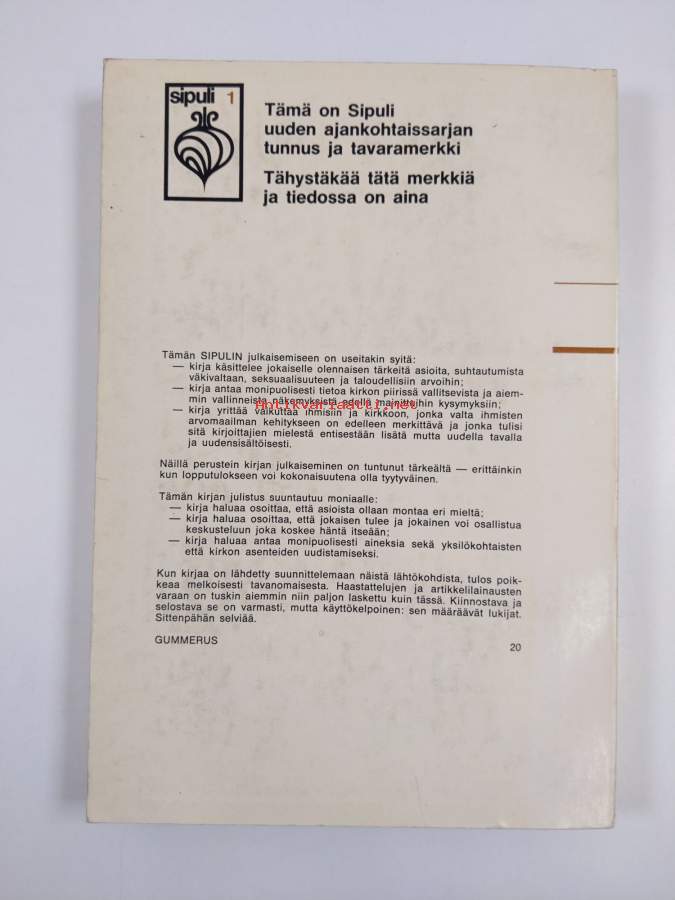 sipuli 1
Tämä on Sipuli
uuden ajankohtaissarjan
tunnus ja tavaramerkki
Tähystäkää tätä merkkiä
ja tiedossa on aina
Tämän SIPULIN julkaisemiseen on useitakin syitä:
— kirja käsittelee jokaiselle olennaisen tärkeitä asioita, suhtautumista
väkivaltaan, seksuaalisuuteen ja taloudellisiin arvoihin;
— kirja antaa monipuolisesti tietoa kirkon piirissä vallitsevista ja aiem-
min vallinneista näkemyksistä edellä mainittuihin kysymyksiin;
Antikvariaatti.net
— kirja yrittää vaikuttaa ihmisiin ja kirkkoon, jonka valta ihmisten
arvomaailman kehitykseen on edelleen merkittävä ja jonka tulisi
sitä kirjoittajien mielestä entisestään lisätä mutta uudella tavalla
ja uudensisältöisesti.
Näillä perustein kirjan julkaiseminen on tuntunut tärkeältä — erittäinkin
kun lopputulokseen voi kokonaisuutena olla tyytyväinen.
Tämän kirjan julistus suuntautuu moniaalle:
— kirja haluaa osoittaa, että asioista ollaan montaa eri mieltä;
— kirja haluaa osoittaa, että jokaisen tulee ja jokainen voi osallistua
keskusteluun joka koskee häntä itseään;
— kirja haluaa antaa monipuolisesti aineksia sekä yksilökohtaisten
että kirkon asenteiden uudistamiseksi.
Kun kirjaa on lähdetty suunnittelemaan näistä lähtökohdista, tulos poik-
keaa melkoisesti tavanomaisesta. Haastattelujen ja artikkelilainausten
varaan on tuskin aiemmin niin paljon laskettu kuin tässä. Kiinnostava ja
selostava se on varmasti, mutta käyttökelpoinen: sen määräävät lukijat.
Sittenpähän selviää.
GUMMERUS 20